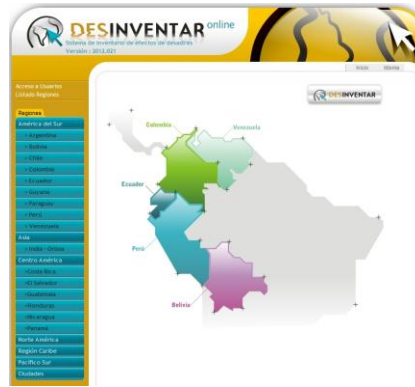 DESINVENTAR online
Sistema de inventario de efectos de desastres
Versión : 2012.021
Inicio
Idioma
Acceso a Usuarios
Listado Regiones
DESINVENTAR
Regiones
América del Sur
Argentina
Bolivia
Chile
Colombia
Ecuador
Guyana
Paraguay
Perú
Venezuela
Asia
India - Orissa
Centro América
Costa Rica
El Salvador
Guatemala
Honduras
Nicaragua
Panamá
Norte América
Región Caribe
Pacífico Sur
Ciudades
Colombia
Venezuela
Ecuador
Perú
Bolivia